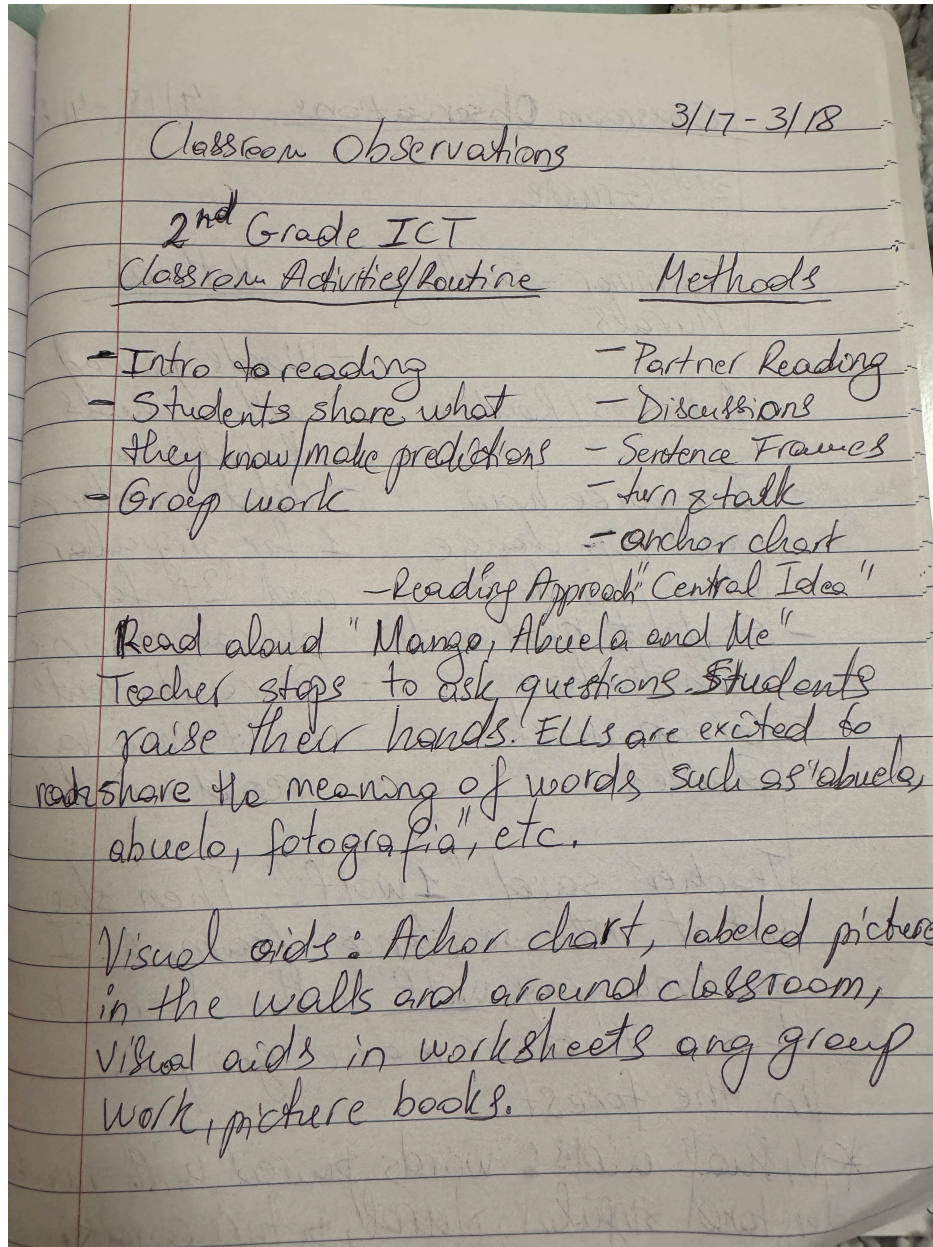 3/17 - 3/18
Classroom Observations
2nd Grade ICT
Classrom Activities/Routine Methods
- Intro to reading - Partner Reading
- Students share what - Discussions
they know/make predictions - Sentence Frames
- Group work - turn & talk
- anchor chart
- Reading Approach "Central Idea"
Read aloud "Mango, Abuela and Me"
Teacher stops to ask questions. Students
raise their hands. ELLs are excited to
share the meaning of words such as "abuela,
abuelo, fotografia", etc.
Visual aids: Achor chart, labeled picture
in the walls and around classroom,
visual aids in worksheets ang group
work, picture books.